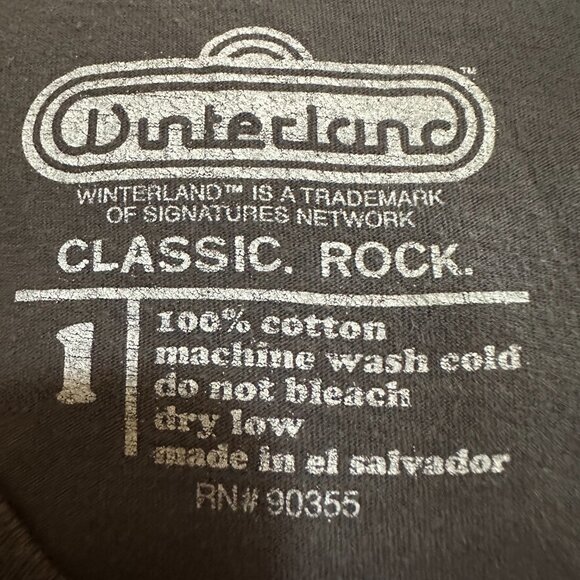 Winterland™
WINTERLAND™ IS A TRADEMARK
OF SIGNATURES NETWORK
CLASSIC. ROCK.
1
100% cotton
machine wash cold
do not bleach
dry low
made in el salvador
RN# 90355